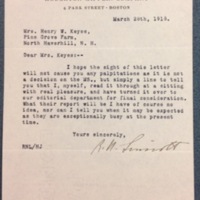 4 PARK STREET · BOSTON
March 29th, 1913.
Mrs. Henry W. Keyes,
Pine Grove Farm,
North Haverhill, N. H.
Dear Mrs. Keyes:--
I hope the sight of this letter
will not cause you any palpitations as it is not
a decision on the MS., but simply a line to tell
you that I, myself, read it through at a sitting
with real pleasure, and have turned it over to
our editorial department for final consideration.
What their report will be I have of course no
idea, nor can I tell you when it may be expected
as they are exceptionally busy at the present
time.
Yours sincerely,